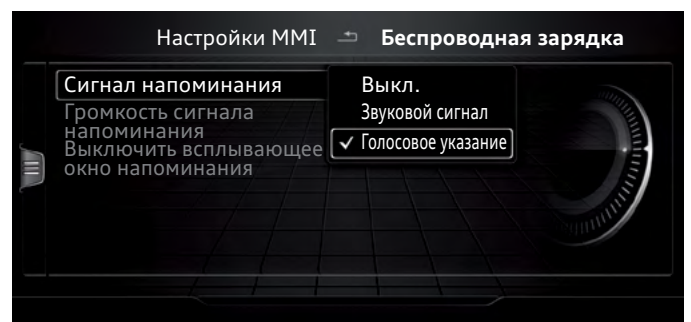 Настройки MMI Беспроводная зарядка
Сигнал напоминания
Громкость сигнала
напоминания
Выключить всплывающее
окно напоминания
Выкл.
Звуковой сигнал
Голосовое указание